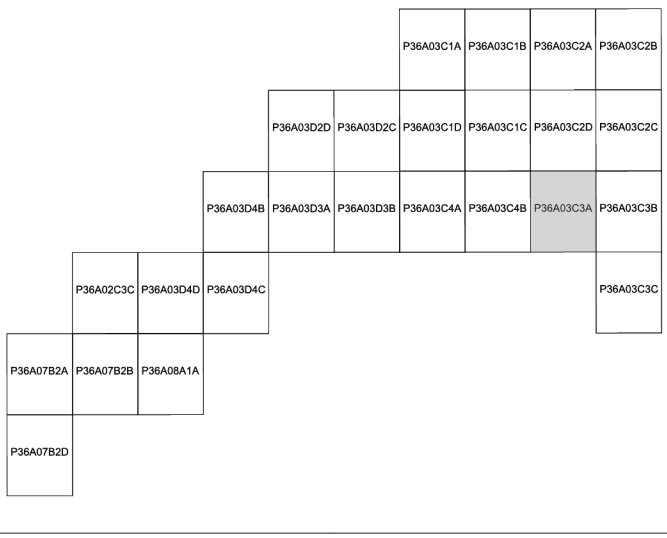 P36A03C1A P36A03C1B P36A03C2A P36A03C2B
P36A03D2D P36A03D2C P36A03C1D P36A03C1C P36A03C2D P36A03C2C
P36A03D4B P36A03D3A P36A03D3B P36A03C4A P36A03C4B P36A03C3A P36A03C3B
P36A02C3C P36A03D4D P36A03D4C P36A03C3C
P36A07B2A P36A07B2B P36A08A1A
P36A07B2D